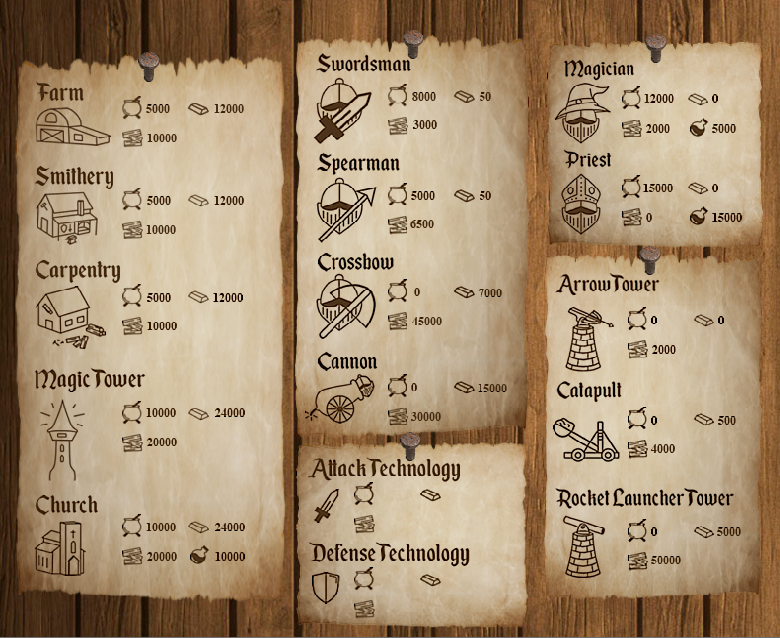 Farm
5000 12000
10000
Smithery
5000 12000
10000
Carpentry
5000 12000
10000
Magic Tower
10000 24000
20000
Church
10000 24000
20000 10000
Swordsman
8000 50
3000
Spearman
5000 50
6500
Crossbow
0 7000
45000
Cannon
0 15000
30000
Attack Technology
Defense Technology
Magician
12000 0
2000 5000
Priest
15000 0
0 15000
Arrow Tower
0 0
2000
Catapult
0 500
4000
Rocket Launcher Tower
0 5000
50000